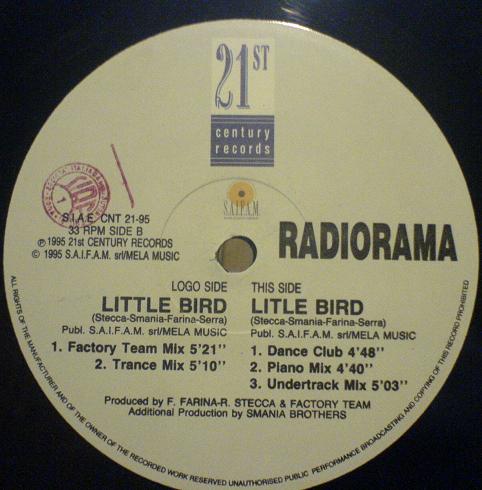 21ST
century
records
S.A.I.F.A.M.
S.I.A.E. CNT 21-95
33 RPM SIDE B
℗ 1995 21st CENTURY RECORDS
© 1995 S.A.I.F.A.M. srl/MELA MUSIC
RADIORAMA
LOGO SIDE
LITTLE BIRD
(Stecca-Smania-Farina-Serra)
Publ. S.A.I.F.A.M. srl/MELA MUSIC
1. Factory Team Mix 5'21''
2. Trance Mix 5'10''
THIS SIDE
LITLE BIRD
(Stecca-Smania-Farina-Serra)
Publ. S.A.I.F.A.M. srl/MELA MUSIC
1. Dance Club 4'48''
2. Piano Mix 4'40''
3. Undertrack Mix 5'03''
Produced by F. FARINA-R. STECCA & FACTORY TEAM
Additional Production by SMANIA BROTHERS
ALL RIGHTS OF THE MANUFACTURER AND OF THE OWNER OF THE RECORDED WORK RESERVED UNAUTHORISED PUBLIC PERFORMANCE BROADCASTING AND COPYING OF THIS RECORD PROHIBITED